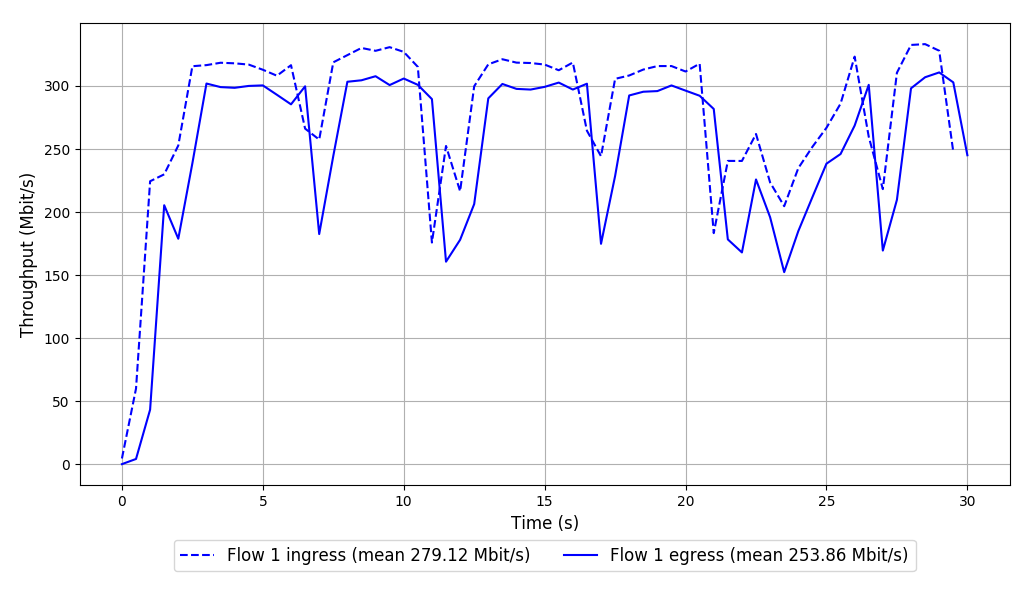 Throughput (Mbit/s)
300
250
200
150
100
50
0
0 5 10 15 20 25 30
Time (s)
Flow 1 ingress (mean 279.12 Mbit/s) Flow 1 egress (mean 253.86 Mbit/s)